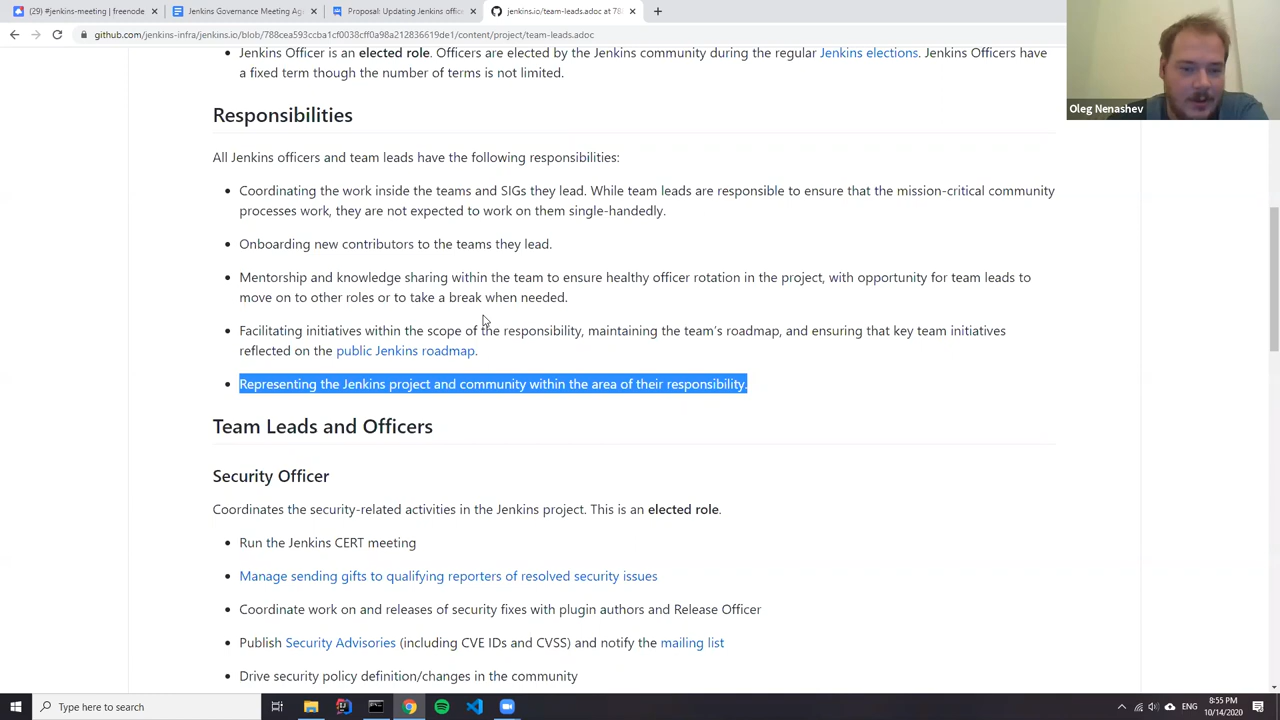 (29) #jenkins-meeting | freenode
Jenkins Governance Meeting Ag
Proposal: Updating Jenkins office
jenkins.io/team-leads.adoc at 78
github.com/jenkins-infra/jenkins.io/blob/788cea593ccba1cf0038cff0a98a212836619de1/content/project/team-leads.adoc
Oleg Nenashev
Jenkins Officer is an elected role. Officers are elected by the Jenkins community during the regular Jenkins elections. Jenkins Officers have
a fixed term though the number of terms is not limited.
Responsibilities
All Jenkins officers and team leads have the following responsibilities:
Coordinating the work inside the teams and SIGs they lead. While team leads are responsible to ensure that the mission-critical community
processes work, they are not expected to work on them single-handedly.
Onboarding new contributors to the teams they lead.
Mentorship and knowledge sharing within the team to ensure healthy officer rotation in the project, with opportunity for team leads to
move on to other roles or to take a break when needed.
Facilitating initiatives within the scope of the responsibility, maintaining the team's roadmap, and ensuring that key team initiatives
reflected on the public Jenkins roadmap.
Representing the Jenkins project and community within the area of their responsibility.
Team Leads and Officers
Security Officer
Coordinates the security-related activities in the Jenkins project. This is an elected role.
Run the Jenkins CERT meeting
Manage sending gifts to qualifying reporters of resolved security issues
Coordinate work on and releases of security fixes with plugin authors and Release Officer
Publish Security Advisories (including CVE IDs and CVSS) and notify the mailing list
Drive security policy definition/changes in the community
Type here to search
ENG
8:55 PM
10/14/2020